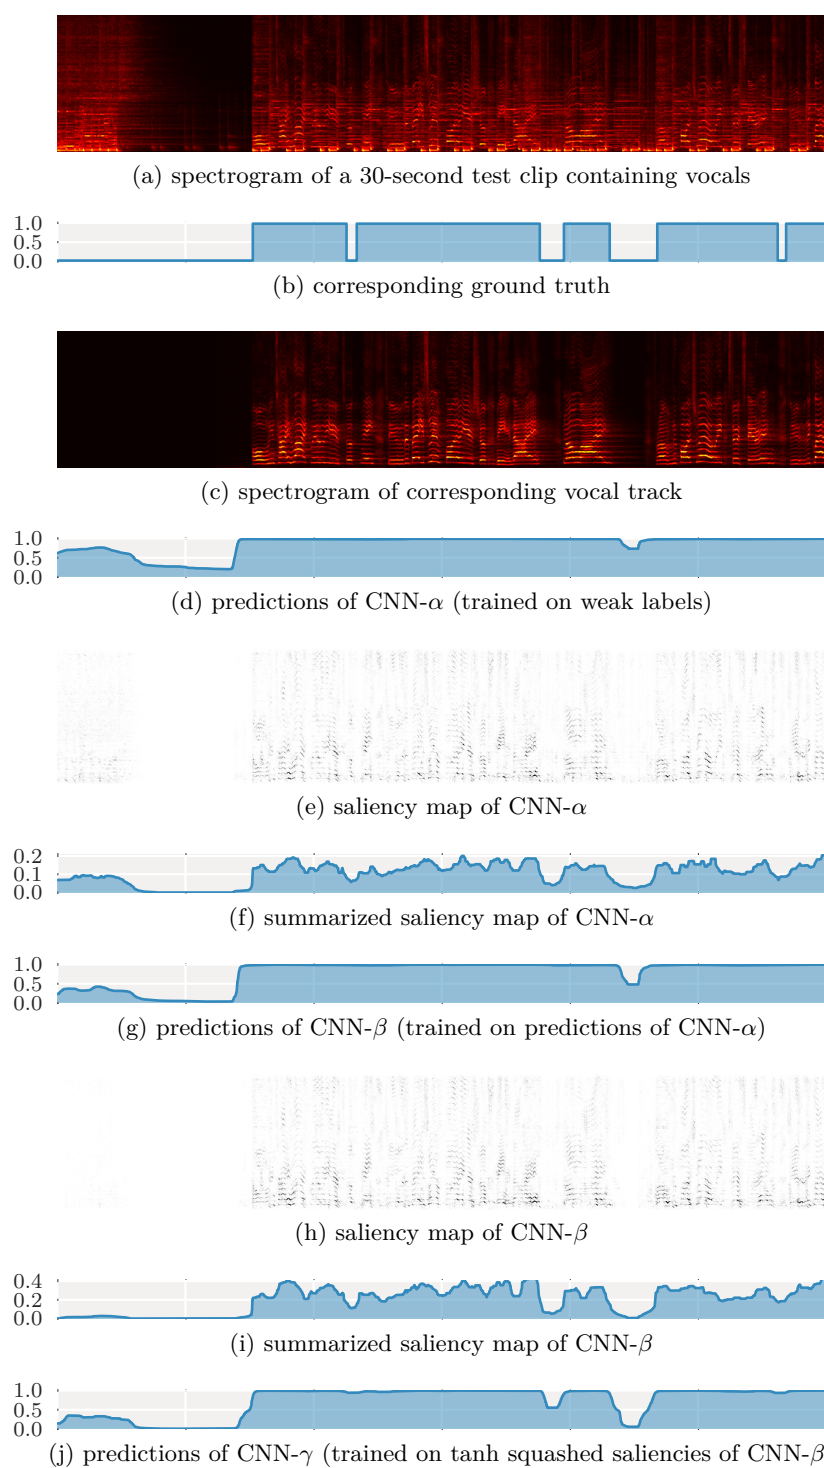 (a) spectrogram of a 30-second test clip containing vocals
1.0
0.5
0.0
(b) corresponding ground truth
(c) spectrogram of corresponding vocal track
1.0
0.5
0.0
(d) predictions of CNN-α (trained on weak labels)
(e) saliency map of CNN-α
0.2
0.1
0.0
(f) summarized saliency map of CNN-α
1.0
0.5
0.0
(g) predictions of CNN-β (trained on predictions of CNN-α)
(h) saliency map of CNN-β
0.4
0.2
0.0
(i) summarized saliency map of CNN-β
1.0
0.5
0.0
(j) predictions of CNN-γ (trained on tanh squashed saliencies of CNN-β